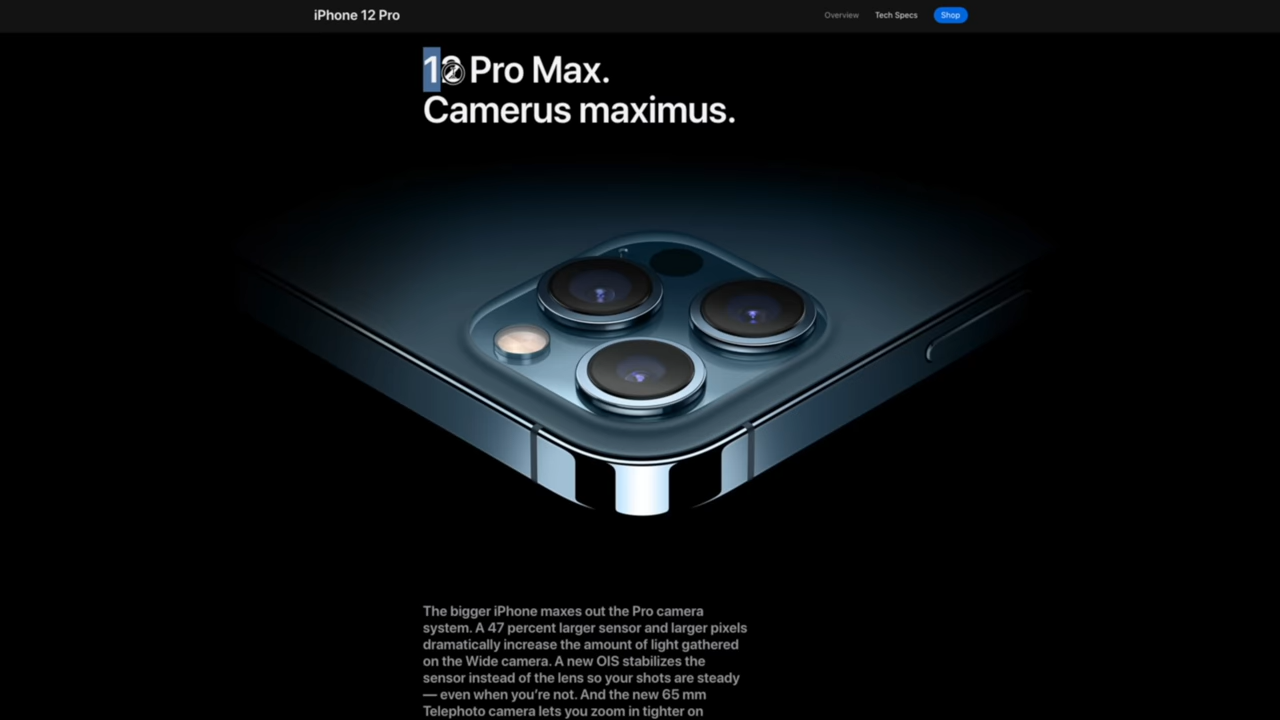 iPhone 12 Pro
Overview
Tech Specs
Shop
12 Pro Max.
Camerus maximus.
The bigger iPhone maxes out the Pro camera
system. A 47 percent larger sensor and larger pixels
dramatically increase the amount of light gathered
on the Wide camera. A new OIS stabilizes the
sensor instead of the lens so your shots are steady
— even when you’re not. And the new 65 mm
Telephoto camera lets you zoom in tighter on